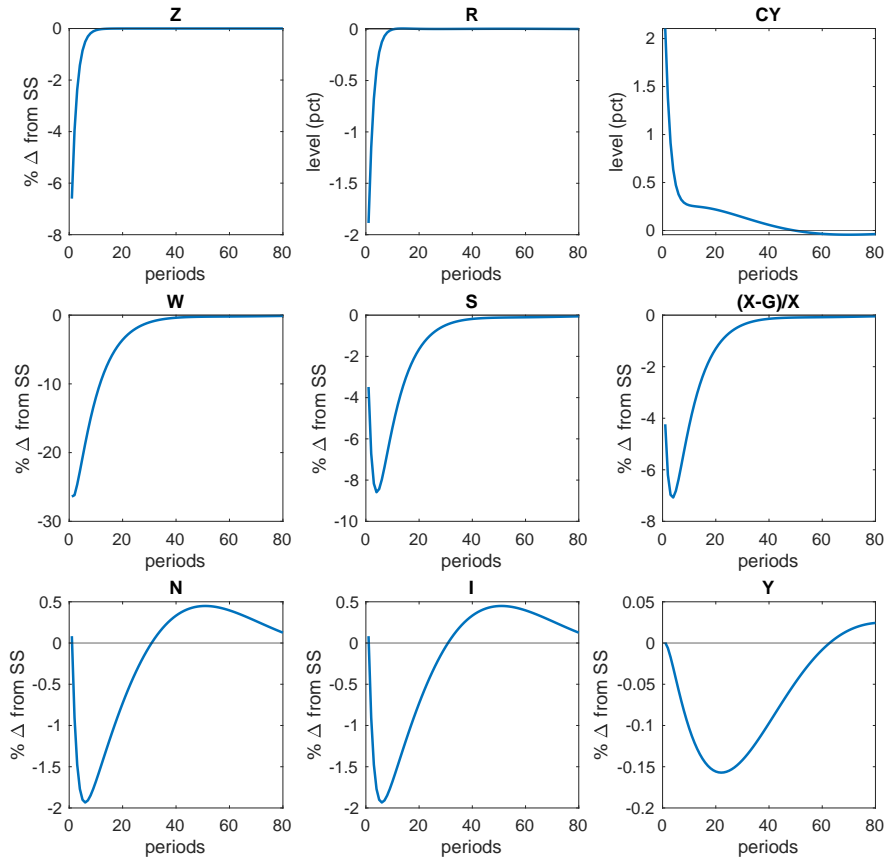 Z
% Δ from SS
0
-2
-4
-6
-8
0 20 40 60 80
periods
R
level (pct)
0
-0.5
-1
-1.5
-2
0 20 40 60 80
periods
CY
level (pct)
2
1.5
1
0.5
0
0 20 40 60 80
periods
W
% Δ from SS
0
-10
-20
-30
0 20 40 60 80
periods
S
% Δ from SS
0
-2
-4
-6
-8
-10
0 20 40 60 80
periods
(X-G)/X
% Δ from SS
0
-2
-4
-6
-8
0 20 40 60 80
periods
N
% Δ from SS
0.5
0
-0.5
-1
-1.5
-2
0 20 40 60 80
periods
I
% Δ from SS
0.5
0
-0.5
-1
-1.5
-2
0 20 40 60 80
periods
Y
% Δ from SS
0.05
0
-0.05
-0.1
-0.15
-0.2
0 20 40 60 80
periods